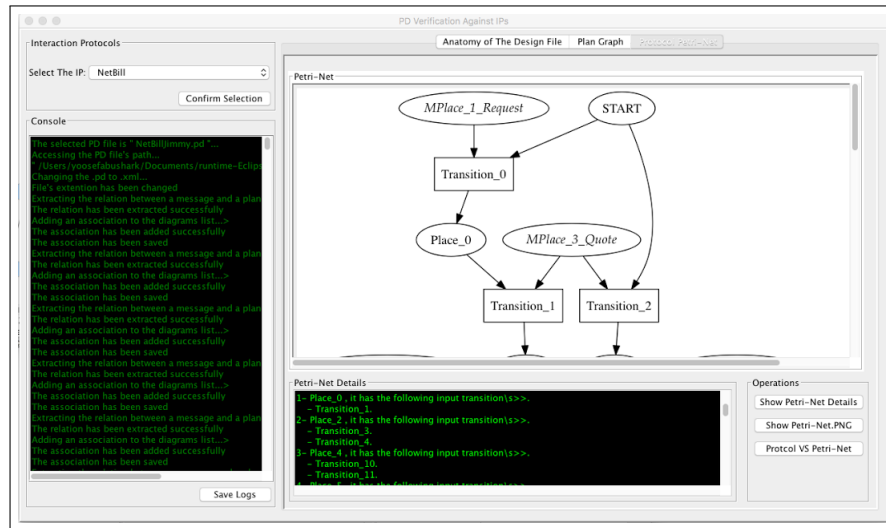 PD Verification Against IPs
Interaction Protocols
Select The IP: NetBill
Confirm Selection
Console
The selected PD file is " NetBillJimmy.pd "...
Accessing the PD file's path...
" /Users/yoosefabushark/Documents/runtime-Eclips
Changing the .pd to .xml...
File's extention has been changed
Extracting the relation between a message and a plan
The relation has been extracted successfully
Adding an association to the diagrams list...>
The association has been added successfully
The association has been saved
Extracting the relation between a message and a plan
The relation has been extracted successfully
Adding an association to the diagrams list...>
The association has been added successfully
The association has been saved
Extracting the relation between a message and a plan
The relation has been extracted successfully
Adding an association to the diagrams list...>
The association has been added successfully
The association has been saved
Extracting the relation between a message and a plan
The relation has been extracted successfully
Adding an association to the diagrams list...>
The association has been added successfully
The association has been saved
Extracting the relation between a message and a plan
The relation has been extracted successfully
Adding an association to the diagrams list...>
The association has been added successfully
The association has been saved
Save Logs
Anatomy of The Design File Plan Graph Protocol Petri-Net
Petri-Net
MPlace_1_Request START
Transition_0
Place_0 MPlace_3_Quote
Transition_1 Transition_2
Petri-Net Details
1- Place_0 , it has the following input transition\s>>.
- Transition_1.
2- Place_2 , it has the following input transition\s>>.
- Transition_3.
- Transition_4.
3- Place_4 , it has the following input transition\s>>.
- Transition_10.
- Transition_11.
4- Place_5 , it has the following input transition\s>>.
Operations
Show Petri-Net Details
Show Petri-Net.PNG
Protcol VS Petri-Net